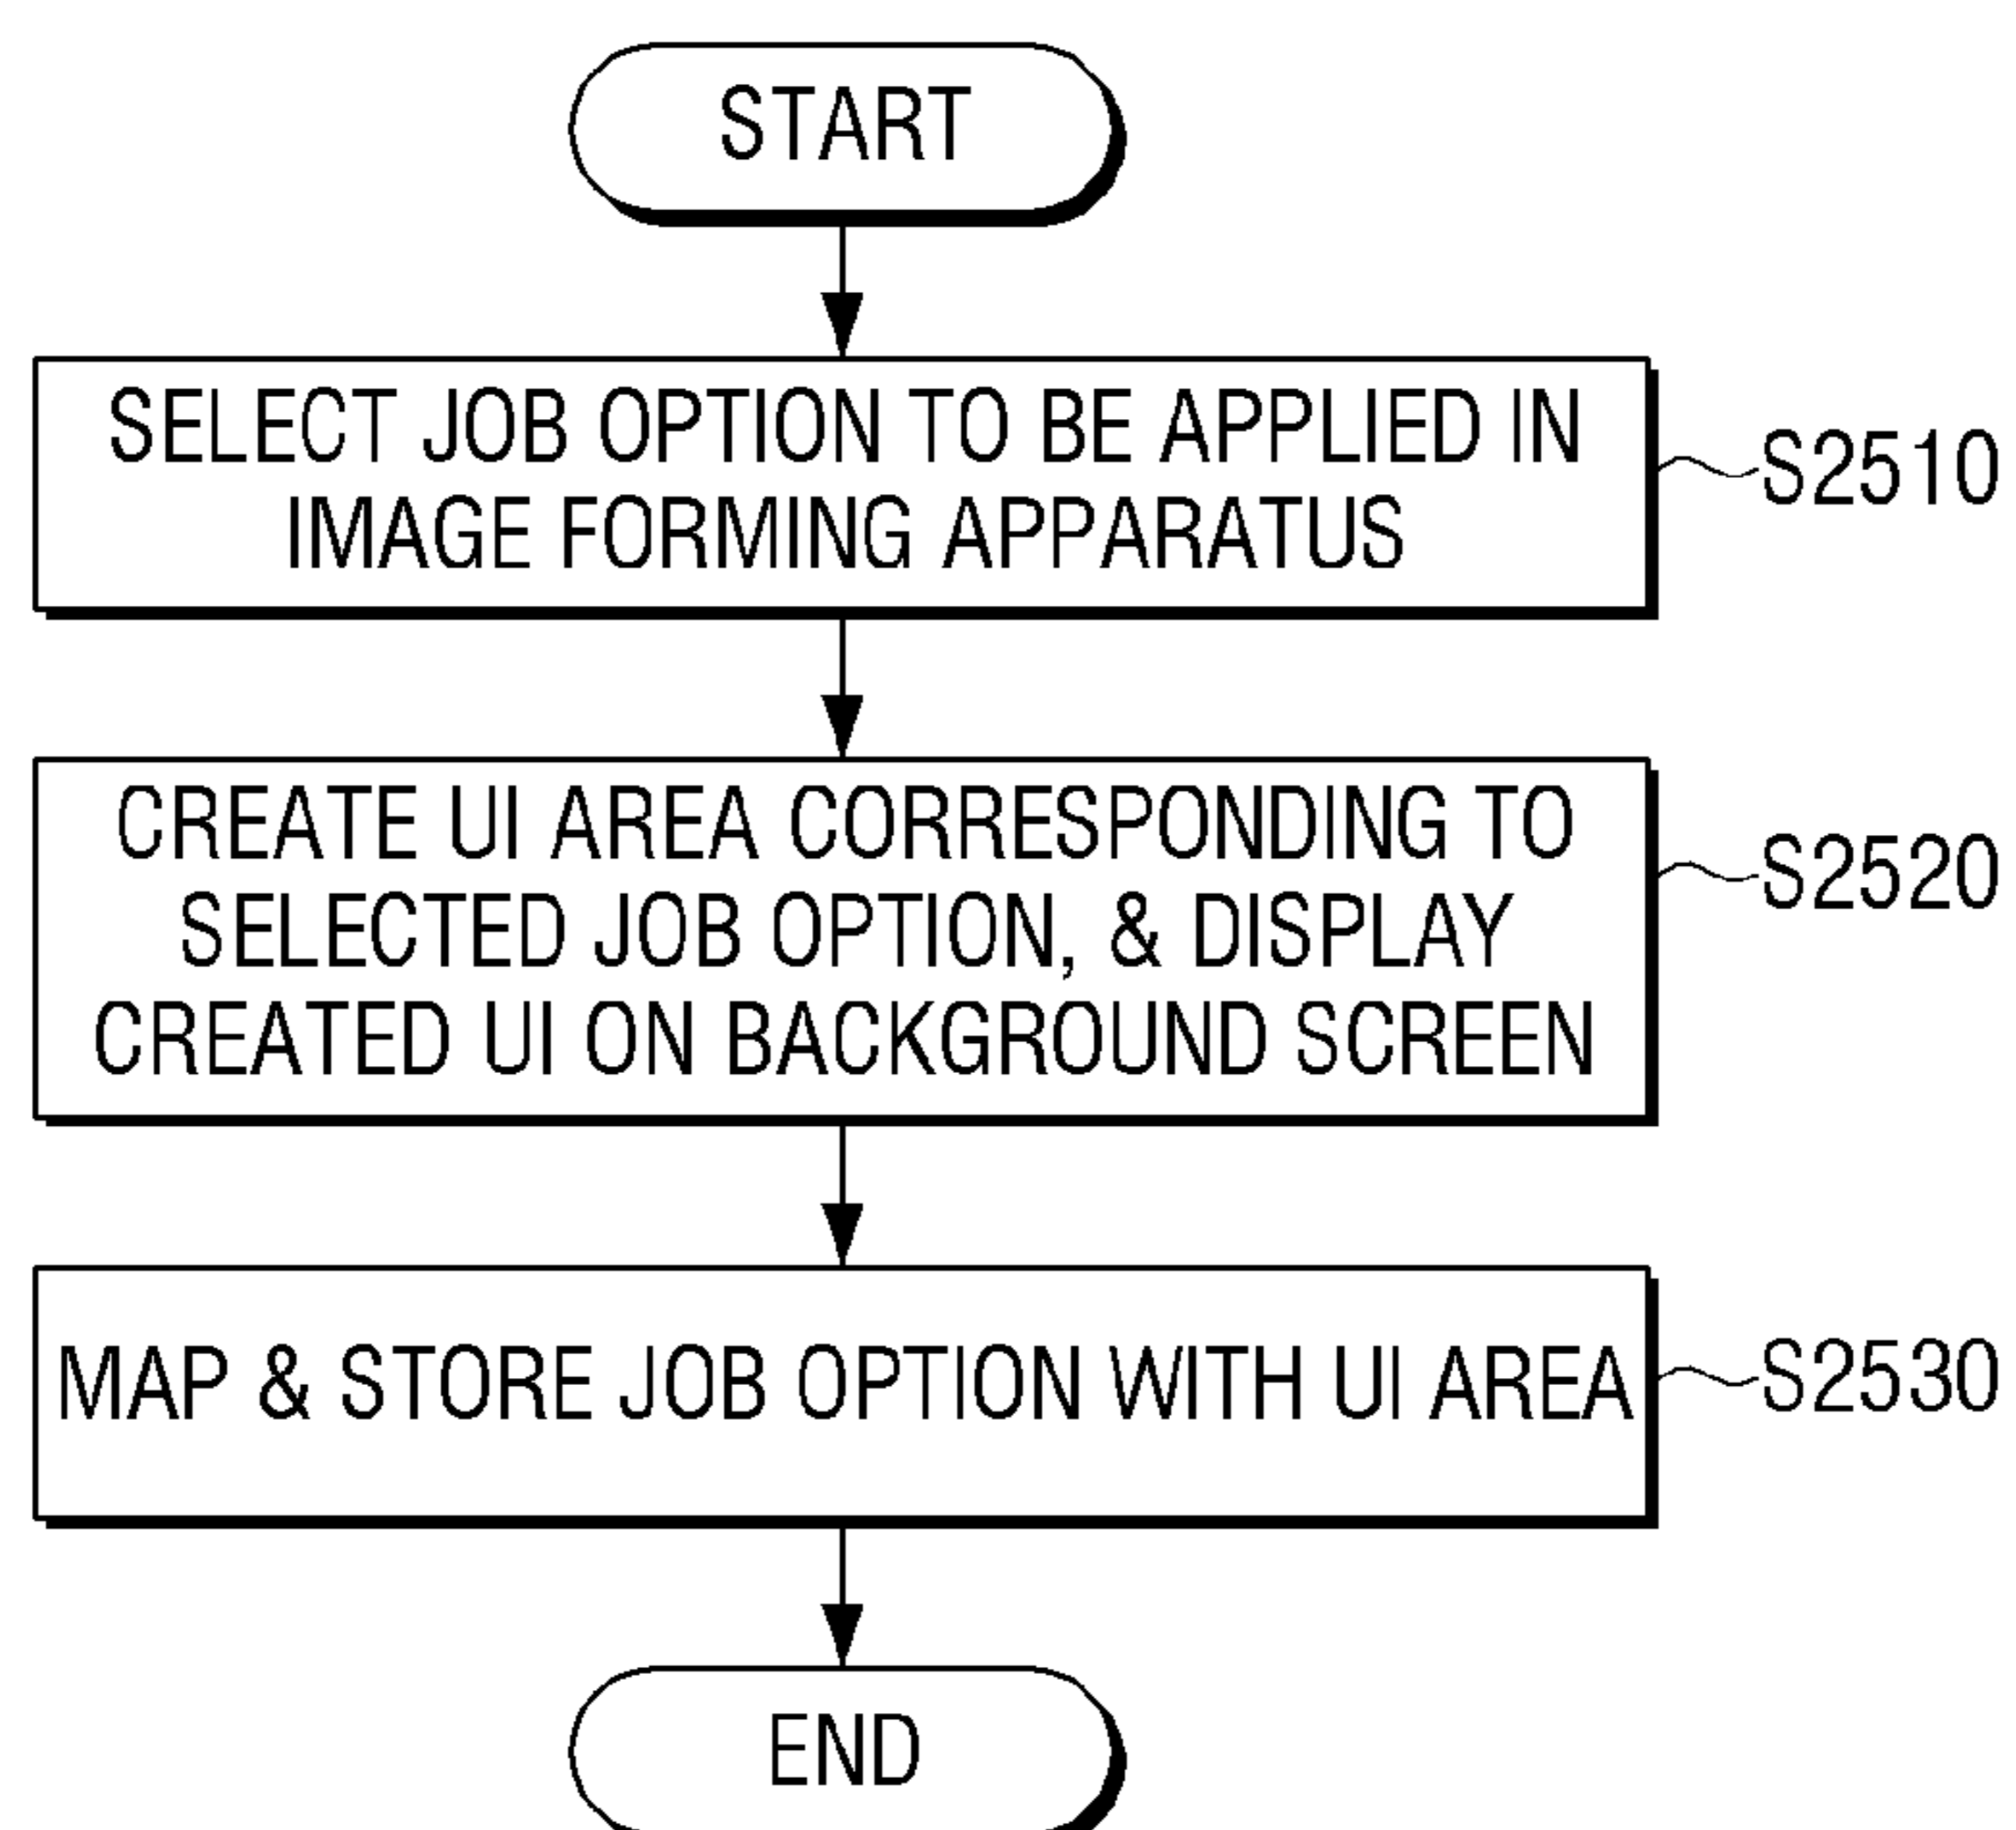 START
SELECT JOB OPTION TO BE APPLIED IN
IMAGE FORMING APPARATUS
S2510
CREATE UI AREA CORRESPONDING TO
SELECTED JOB OPTION, & DISPLAY
CREATED UI ON BACKGROUND SCREEN
S2520
MAP & STORE JOB OPTION WITH UI AREA
S2530
END